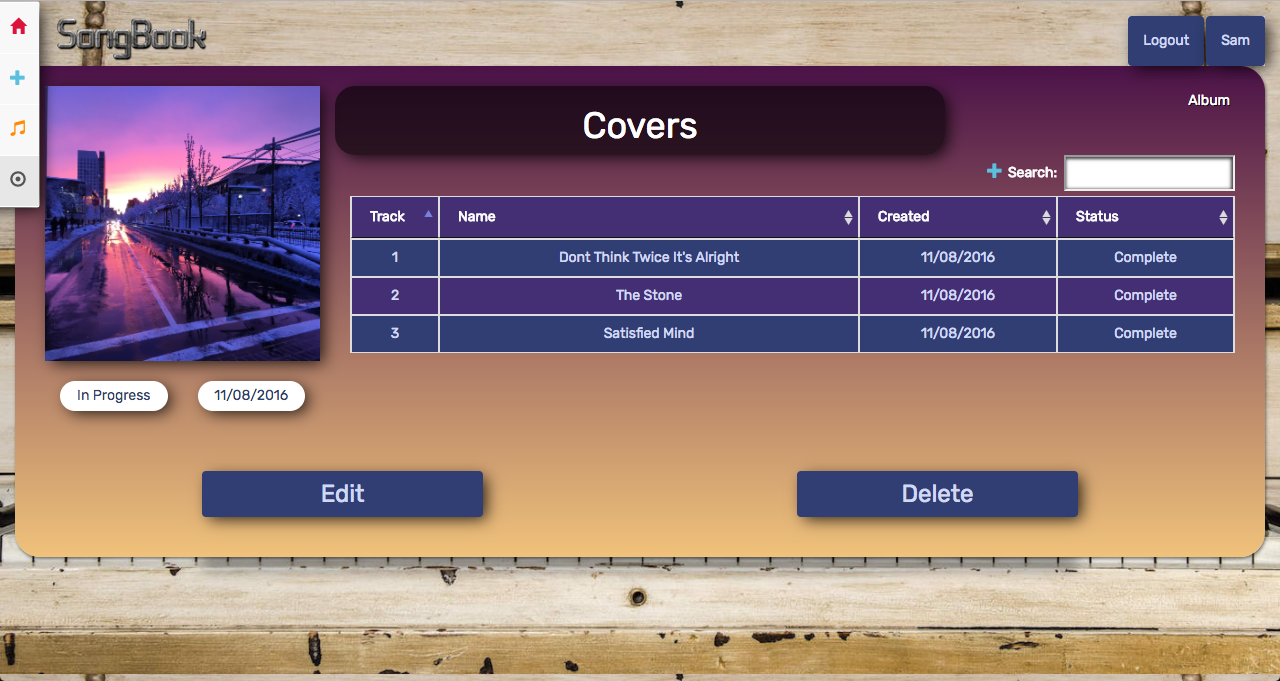 SongBook
Logout
Sam
Album
Covers
Search:
Track Name Created Status
1 Dont Think Twice It's Alright 11/08/2016 Complete
2 The Stone 11/08/2016 Complete
3 Satisfied Mind 11/08/2016 Complete
In Progress 11/08/2016
Edit Delete